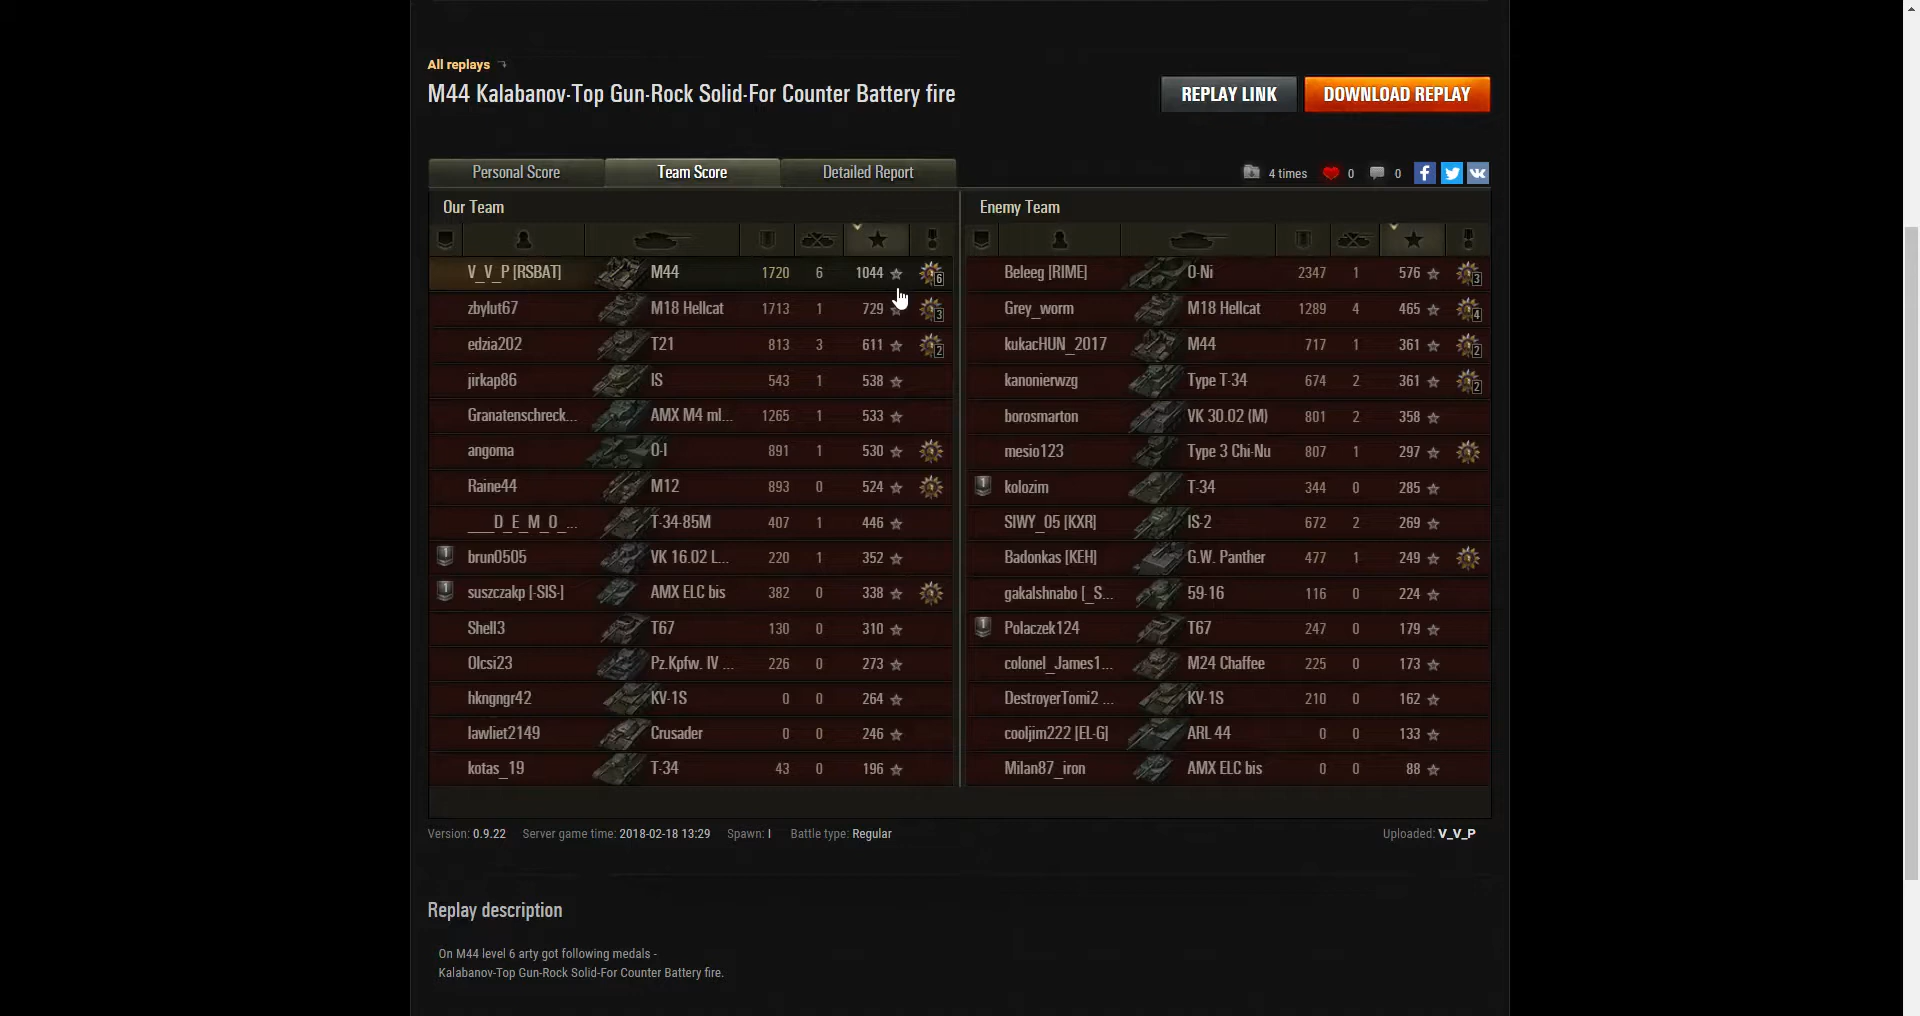 All replays
M44 Kalabanov-Top Gun-Rock Solid-For Counter Battery fire
REPLAY LINK
DOWNLOAD REPLAY
Personal Score
Team Score
Detailed Report
4 times 0 0
Our Team
V_V_P [RSBAT] M44 1720 6 1044 6
zbylut67 M18 Hellcat 1713 1 729 3
edzia202 T21 813 3 611 2
jirkap86 IS 543 1 538
Granatenschreck... AMX M4 ml... 1265 1 533
angoma O-I 891 1 530
Raine44 M12 893 0 524
___D_E_M_O_... T-34-85M 407 1 446
1 brun0505 VK 16.02 L... 220 1 352
1 suszczakp [-SIS-] AMX ELC bis 382 0 338
Shell3 T67 130 0 310
Olcsi23 Pz.Kpfw. IV ... 226 0 273
hkngngr42 KV-1S 0 0 264
lawliet2149 Crusader 0 0 246
kotas_19 T-34 43 0 196
Enemy Team
Beleeg [RIME] O-Ni 2347 1 576 3
Grey_worm M18 Hellcat 1289 4 465 4
kukacHUN_2017 M44 717 1 361 2
kanonierwzg Type T-34 674 2 361 2
borosmarton VK 30.02 (M) 801 2 358
mesio123 Type 3 Chi-Nu 807 1 297
1 kolozim T-34 344 0 285
SIWY_05 [KXR] IS-2 672 2 269
Badonkas [KEH] G.W. Panther 477 1 249
gakalshnabo [_S... 59-16 116 0 224
1 Polaczek124 T67 247 0 179
colonel_James1... M24 Chaffee 225 0 173
DestroyerTomi2 ... KV-1S 210 0 162
cooljim222 [EL-G] ARL 44 0 0 133
Milan87_iron AMX ELC bis 0 0 88
Version: 0.9.22 Server game time: 2018-02-18 13:29 Spawn: I Battle type: Regular
Uploaded: V_V_P
Replay description
On M44 level 6 arty got following medals -
Kalabanov-Top Gun-Rock Solid-For Counter Battery fire.